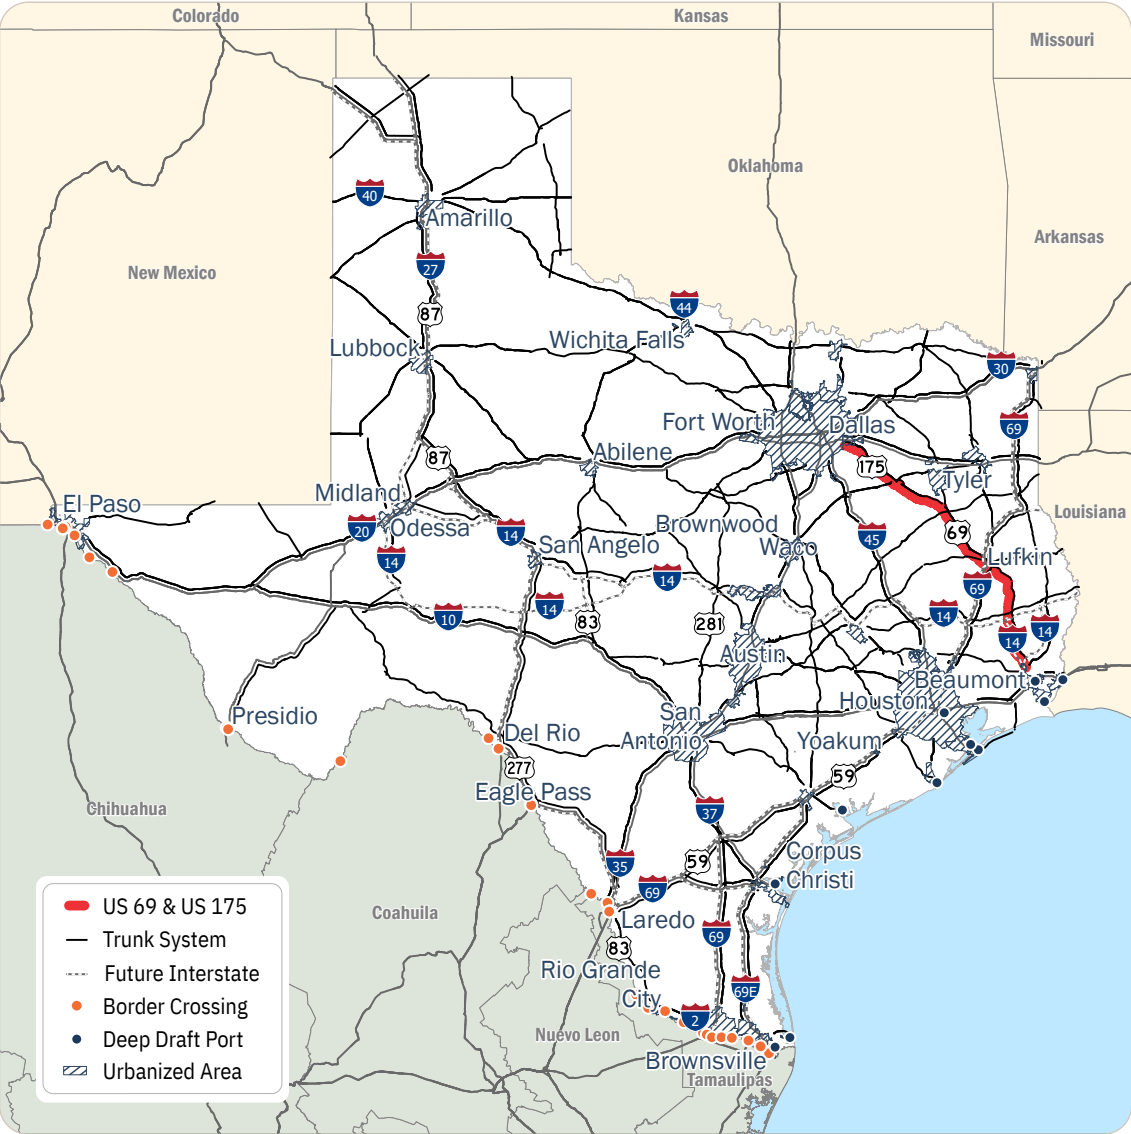 Colorado
Kansas
Missouri
Oklahoma
40
Amarillo
Arkansas
New Mexico
27
44
87
Wichita Falls
Lubbock
30
Fort Worth
Dallas
69
Abilene
87
175
Tyler
Midland
El Paso
Louisiana
20
Odessa
14
Brownwood
45
69
San Angelo
Waco
Lufkin
14
14
69
14
10
83
281
14
14
14
Austin
Beaumont
Houston
Presidio
San
Antonio
Del Rio
Yoakum
277
59
Eagle Pass
Chihuahua
37
Corpus
Christi
35
59
69
US 69 & US 175
Coahuila
Laredo
69
Trunk System
83
Future Interstate
Rio Grande
City
69E
Border Crossing
2
Deep Draft Port
Nuevo Leon
Brownsville
Urbanized Area
Tamaulipas